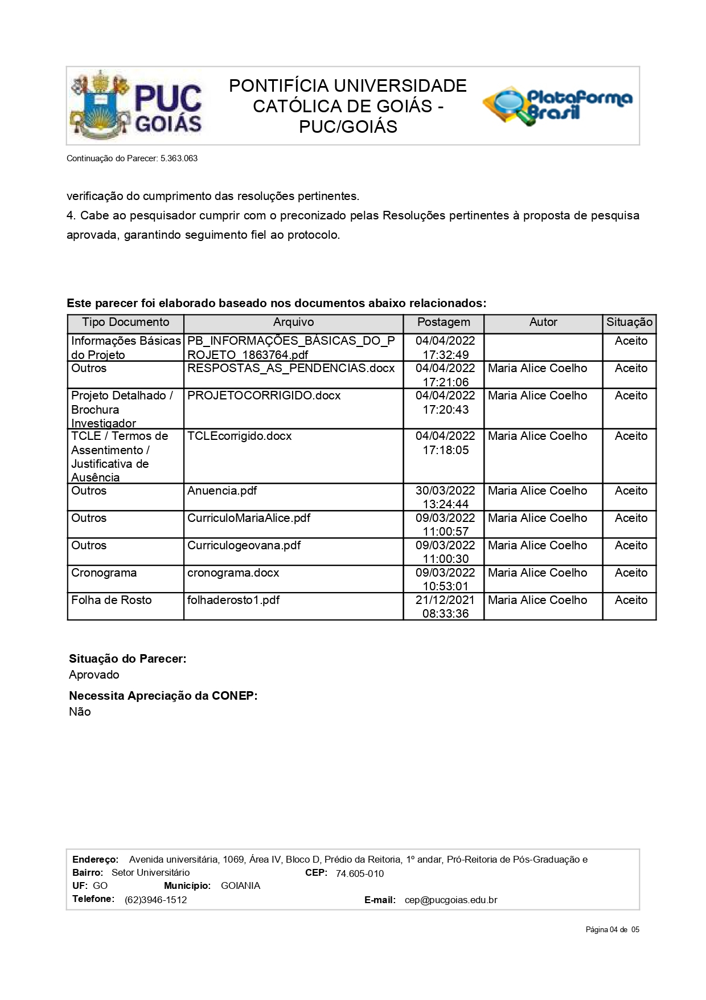 PUC
GOIÁS
PONTIFÍCIA UNIVERSIDADE
CATÓLICA DE GOIÁS -
PUC/GOIÁS
Plataforma
Brasil
Continuação do Parecer: 5.363.063
verificação do cumprimento das resoluções pertinentes.
4. Cabe ao pesquisador cumprir com o preconizado pelas Resoluções pertinentes à proposta de pesquisa
aprovada, garantindo seguimento fiel ao protocolo.
Este parecer foi elaborado baseado nos documentos abaixo relacionados:
Tipo Documento Arquivo Postagem Autor Situação
Informações Básicas PB_INFORMAÇÕES_BÁSICAS_DO_P 04/04/2022 Aceito
do Projeto ROJETO_1863764.pdf 17:32:49
Outros RESPOSTAS_AS_PENDENCIAS.docx 04/04/2022 Maria Alice Coelho Aceito
17:21:06
Projeto Detalhado / PROJETOCORRIGIDO.docx 04/04/2022 Maria Alice Coelho Aceito
Brochura 17:20:43
Investigador
TCLE / Termos de TCLEcorrigido.docx 04/04/2022 Maria Alice Coelho Aceito
Assentimento / 17:18:05
Justificativa de
Ausência
Outros Anuencia.pdf 30/03/2022 Maria Alice Coelho Aceito
13:24:44
Outros CurriculoMariaAlice.pdf 09/03/2022 Maria Alice Coelho Aceito
11:00:57
Outros Curriculogeovana.pdf 09/03/2022 Maria Alice Coelho Aceito
11:00:30
Cronograma cronograma.docx 09/03/2022 Maria Alice Coelho Aceito
10:53:01
Folha de Rosto folhaderosto1.pdf 21/12/2021 Maria Alice Coelho Aceito
08:33:36
Situação do Parecer:
Aprovado
Necessita Apreciação da CONEP:
Não
Endereço: Avenida universitária, 1069, Área IV, Bloco D, Prédio da Reitoria, 1º andar, Pró-Reitoria de Pós-Graduação e
Bairro: Setor Universitário CEP: 74.605-010
UF: GO Município: GOIANIA
Telefone: (62)3946-1512 E-mail: cep@pucgoias.edu.br
Página 04 de 05